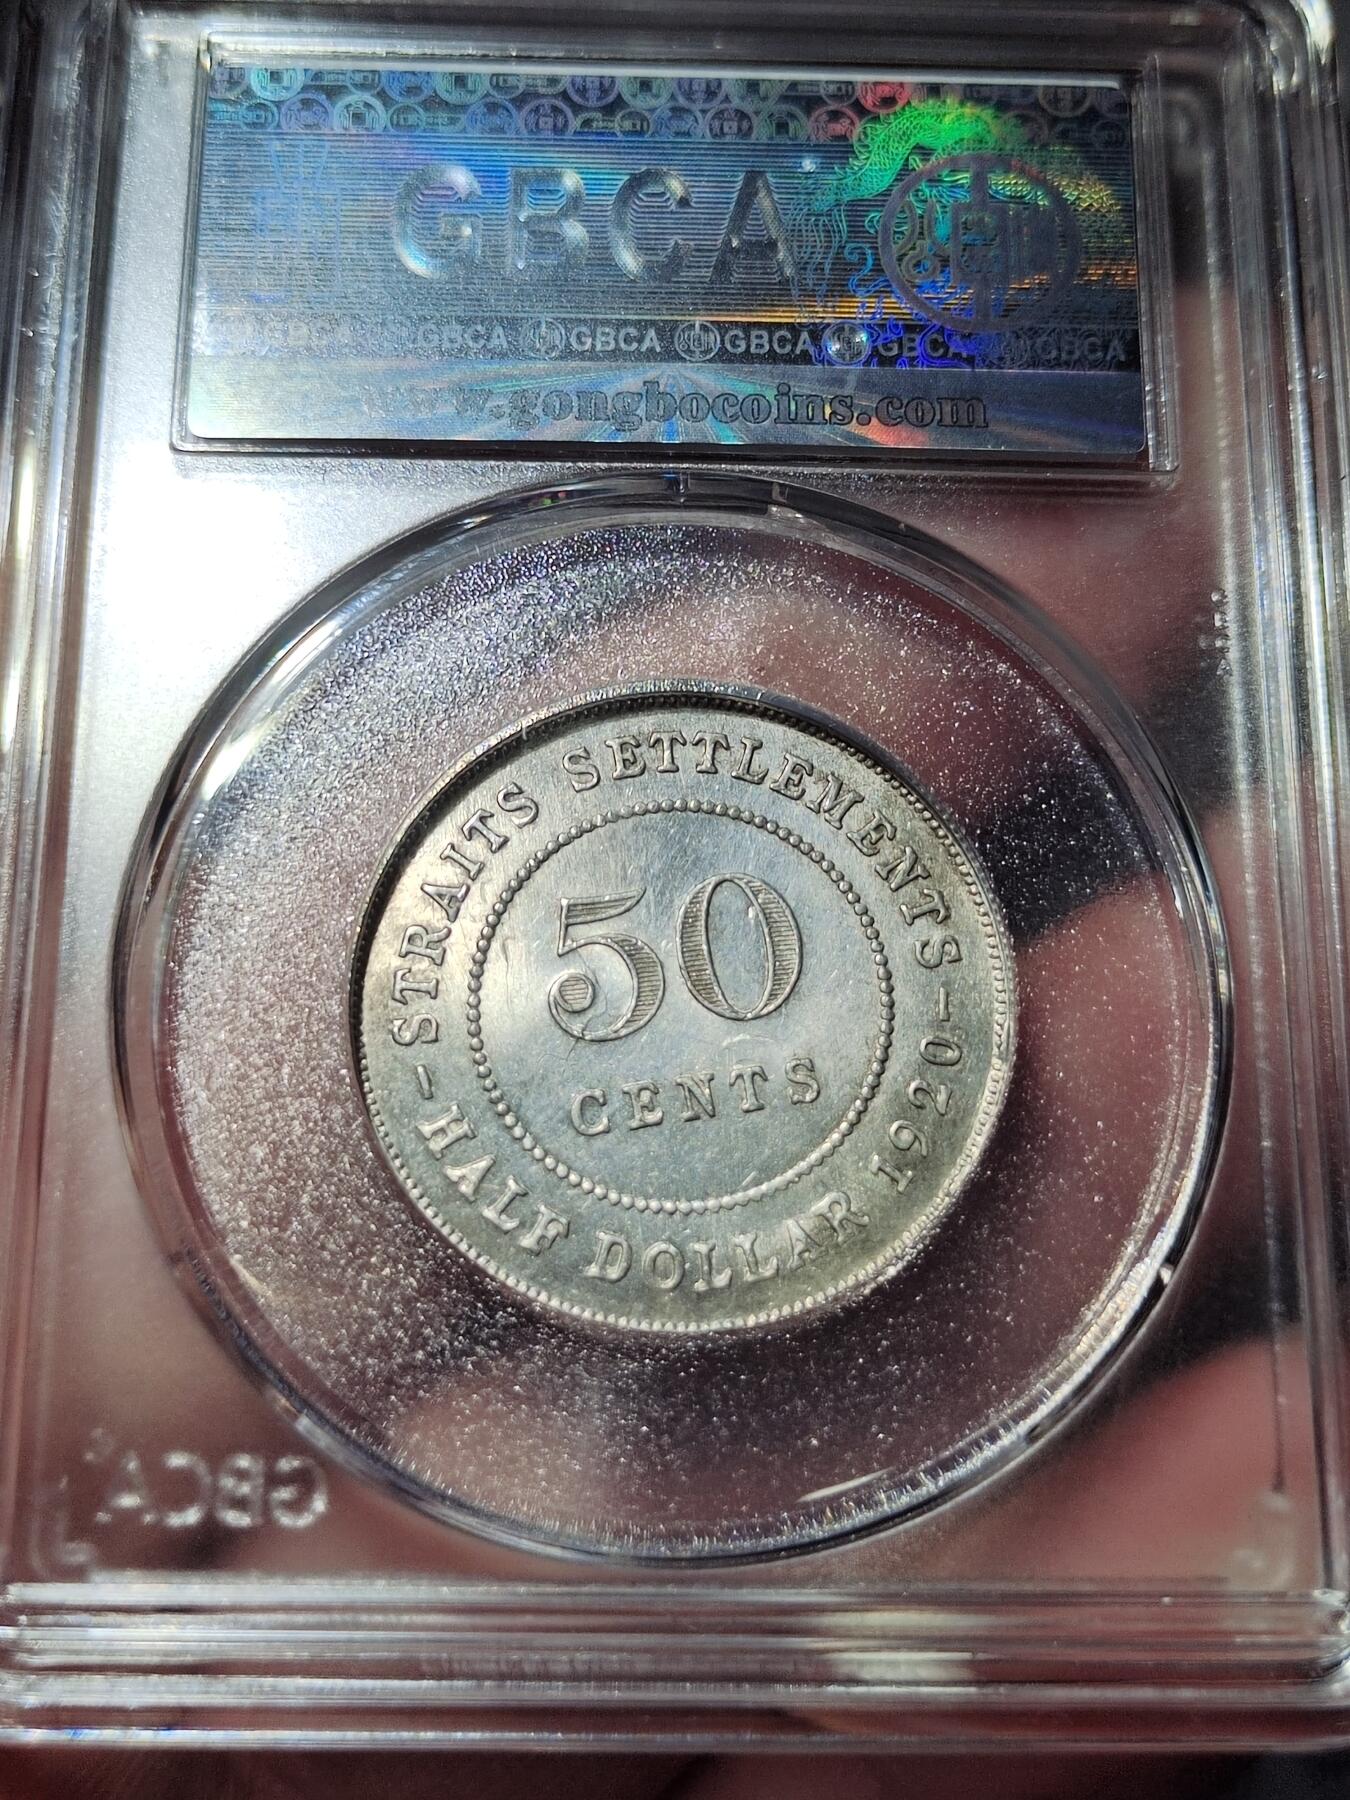 GBCA
GBCA GBCA GBCA GBCA GBCA GBCA
www.gongbocoins.com
STRAITS SETTLEMENTS
50
CENTS
–HALF DOLLAR 1920–
GBCA